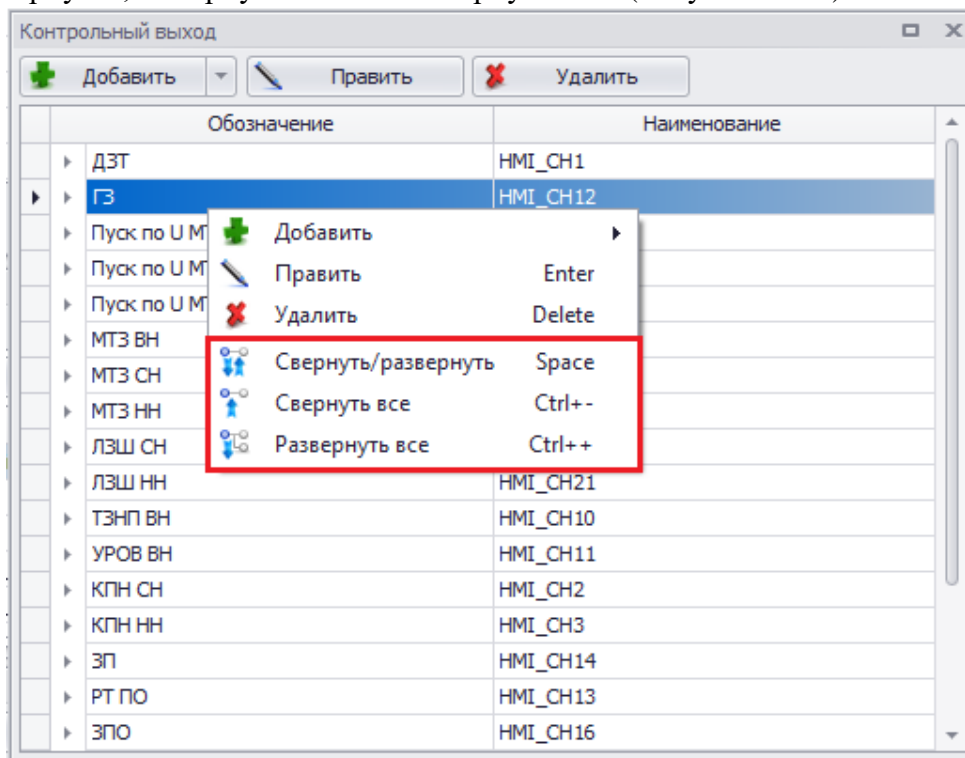 Контрольный выход
Добавить Править Удалить
Обозначение Наименование
ДЗТ HMI_CH1
ГЗ HMI_CH12
Пуск по U М
Добавить
Пуск по U М
Править Enter
Пуск по U М
Удалить Delete
МТЗ ВН
Свернуть/развернуть Space
МТЗ СН
Свернуть все Ctrl+-
МТЗ НН
Развернуть все Ctrl++
ЛЗШ СН
ЛЗШ НН HMI_CH21
ТЗНП ВН HMI_CH10
УРОВ ВН HMI_CH11
КПН СН HMI_CH2
КПН НН HMI_CH3
ЗП HMI_CH14
РТ ПО HMI_CH13
ЗПО HMI_CH16